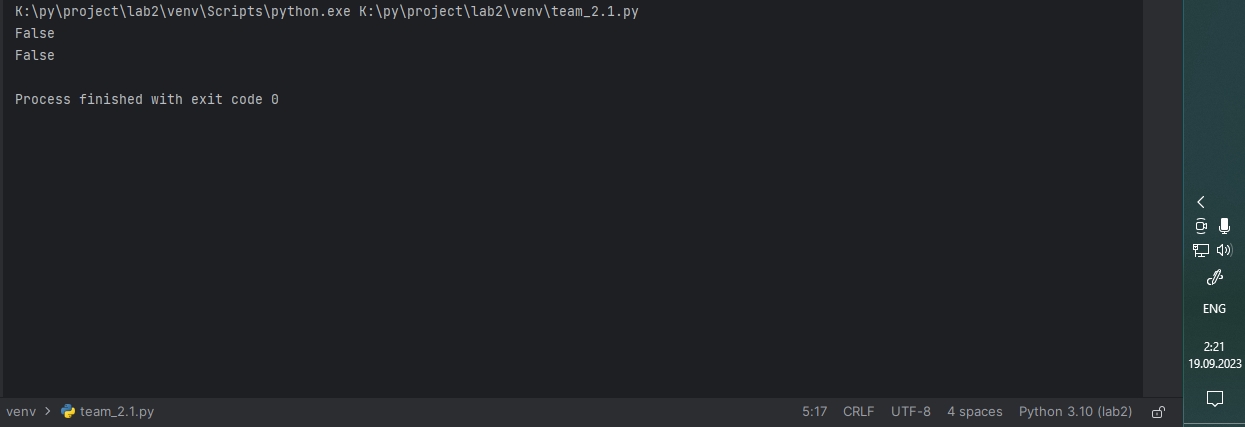 K:\py\project\lab2\venv\Scripts\python.exe K:\py\project\lab2\venv\team_2.1.py
False
False
Process finished with exit code 0
ENG
2:21
19.09.2023
venv > team_2.1.py 5:17 CRLF UTF-8 4 spaces Python 3.10 (lab2)